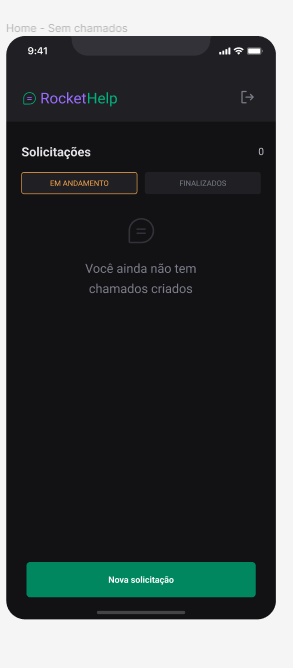 Home - Sem chamados
9:41
RocketHelp
Solicitações
0
EM ANDAMENTO
FINALIZADOS
Você ainda não tem
chamados criados
Nova solicitação